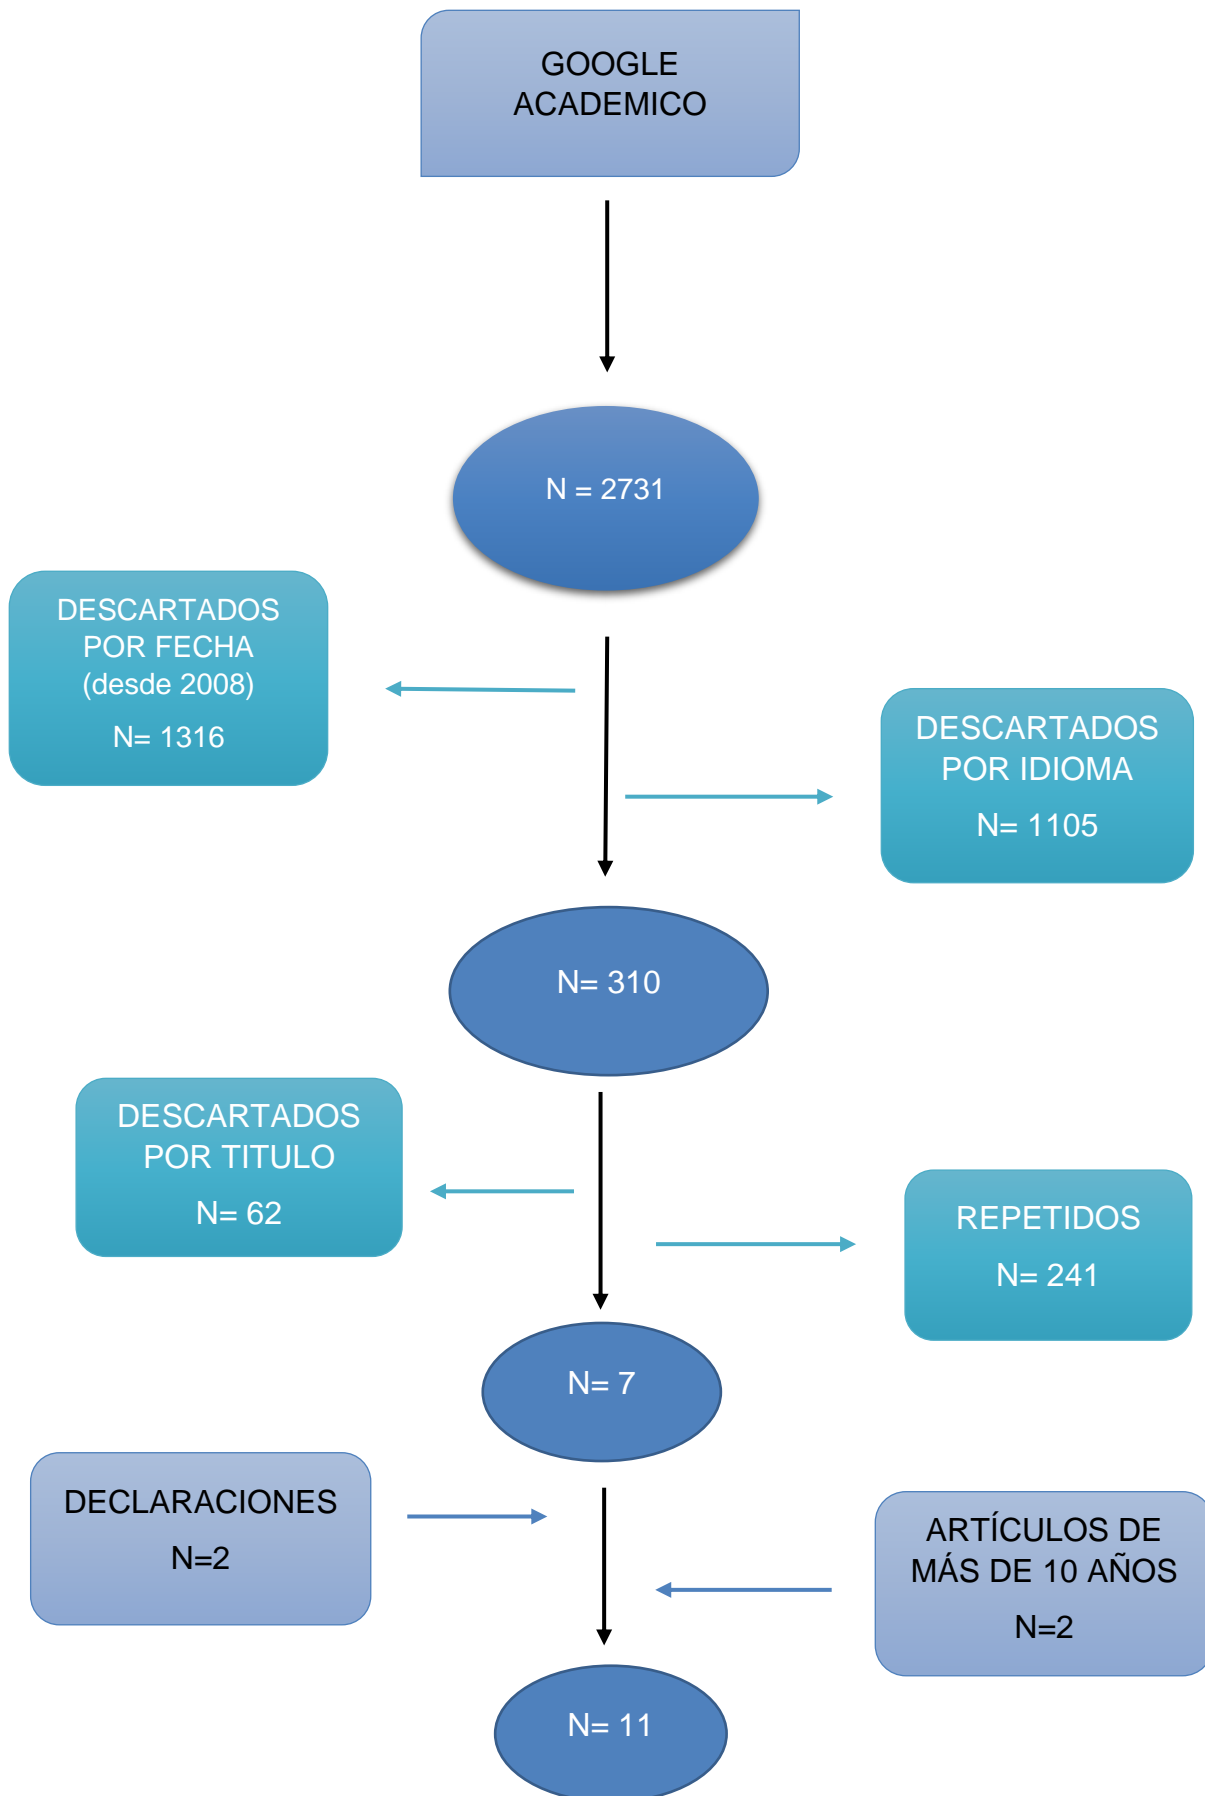 GOOGLE
ACADEMICO
N = 2731
DESCARTADOS
POR FECHA
(desde 2008)
N= 1316
DESCARTADOS
POR IDIOMA
N= 1105
N= 310
DESCARTADOS
POR TITULO
N= 62
REPETIDOS
N= 241
N= 7
DECLARACIONES
N=2
ARTÍCULOS DE
MÁS DE 10 AÑOS
N=2
N= 11